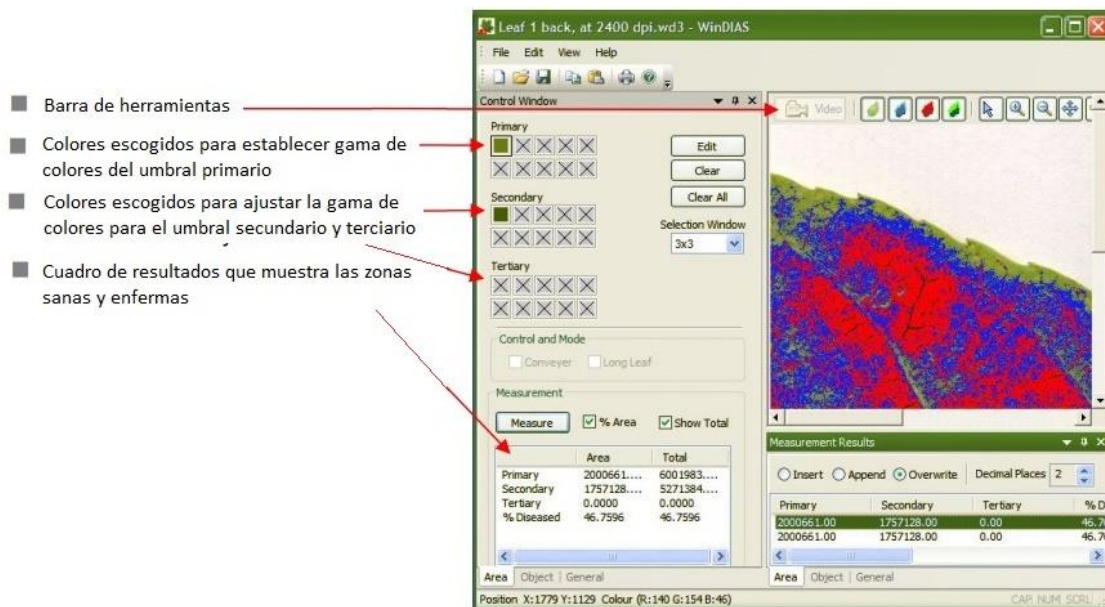 Leaf 1 back, at 2400 dpi.wd3 - WinDIAS
File Edit View Help
Barra de herramientas
Colores escogidos para establecer gama de
colores del umbral primario
Colores escogidos para ajustar la gama de
colores para el umbral secundario y terciario
Cuadro de resultados que muestra las zonas
sanas y enfermas
Control Window
Video
Primary
Edit
Clear
Secondary
Clear All
Selection Window
3x3
Tertiary
Control and Mode
Conveyer Long Leaf
Measurement
Measure % Area Show Total
Area Total
Primary 2000661.... 6001983....
Secondary 1757128.... 5271384....
Tertiary 0.0000 0.0000
% Diseased 46.7596 46.7596
Area Object General
Measurement Results
Insert Append Overwrite Decimal Places 2
Primary Secondary Tertiary
2000661.00 1757128.00 0.00
2000661.00 1757128.00 0.00
Area Object General
Position X:1779 Y:1129 Colour (R:140 G:154 B:46) CAP NUM SCRL